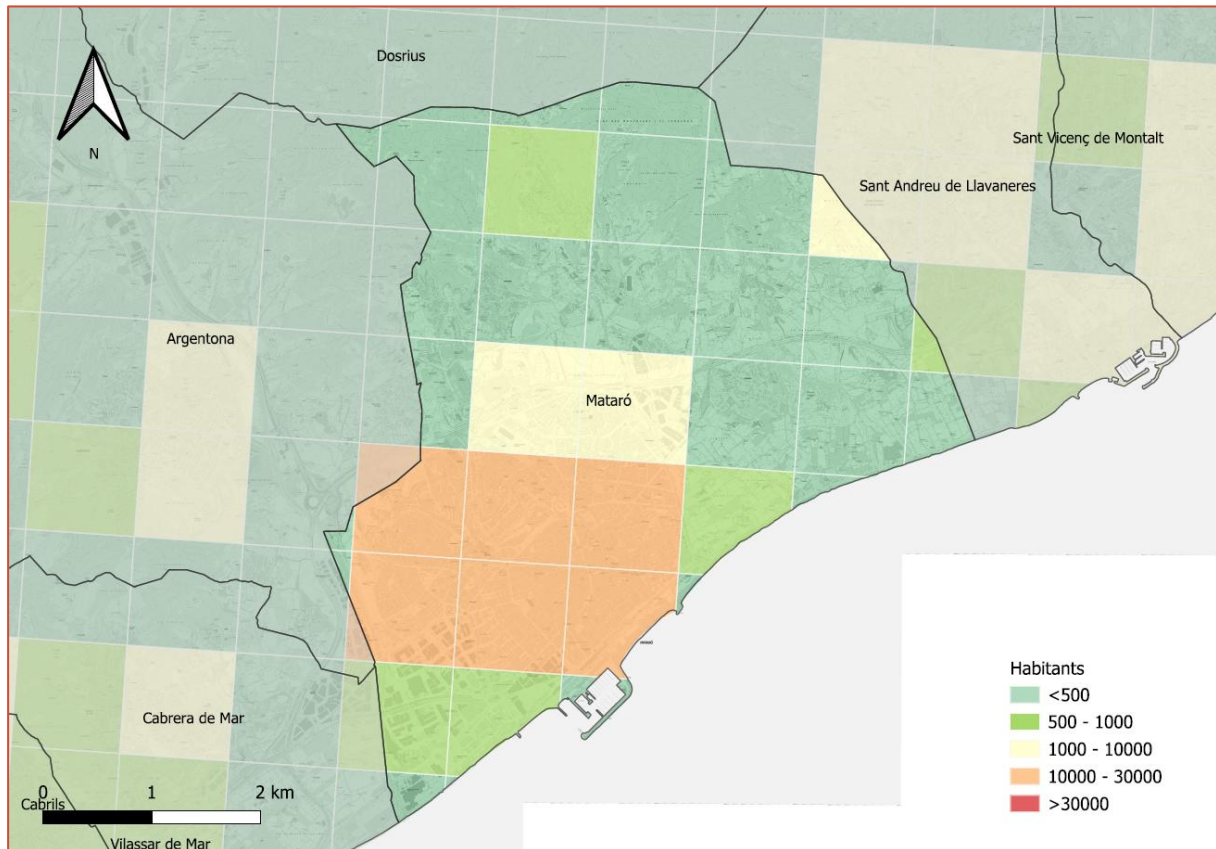 Dosrius
N
Sant Vicenç de Montalt
Sant Andreu de Llavaneres
Argentona
Mataró
Cabrera de Mar
Cabrils
Vilassar de Mar
0 1 2 km
Habitants
<500
500 - 1000
1000 - 10000
10000 - 30000
>30000